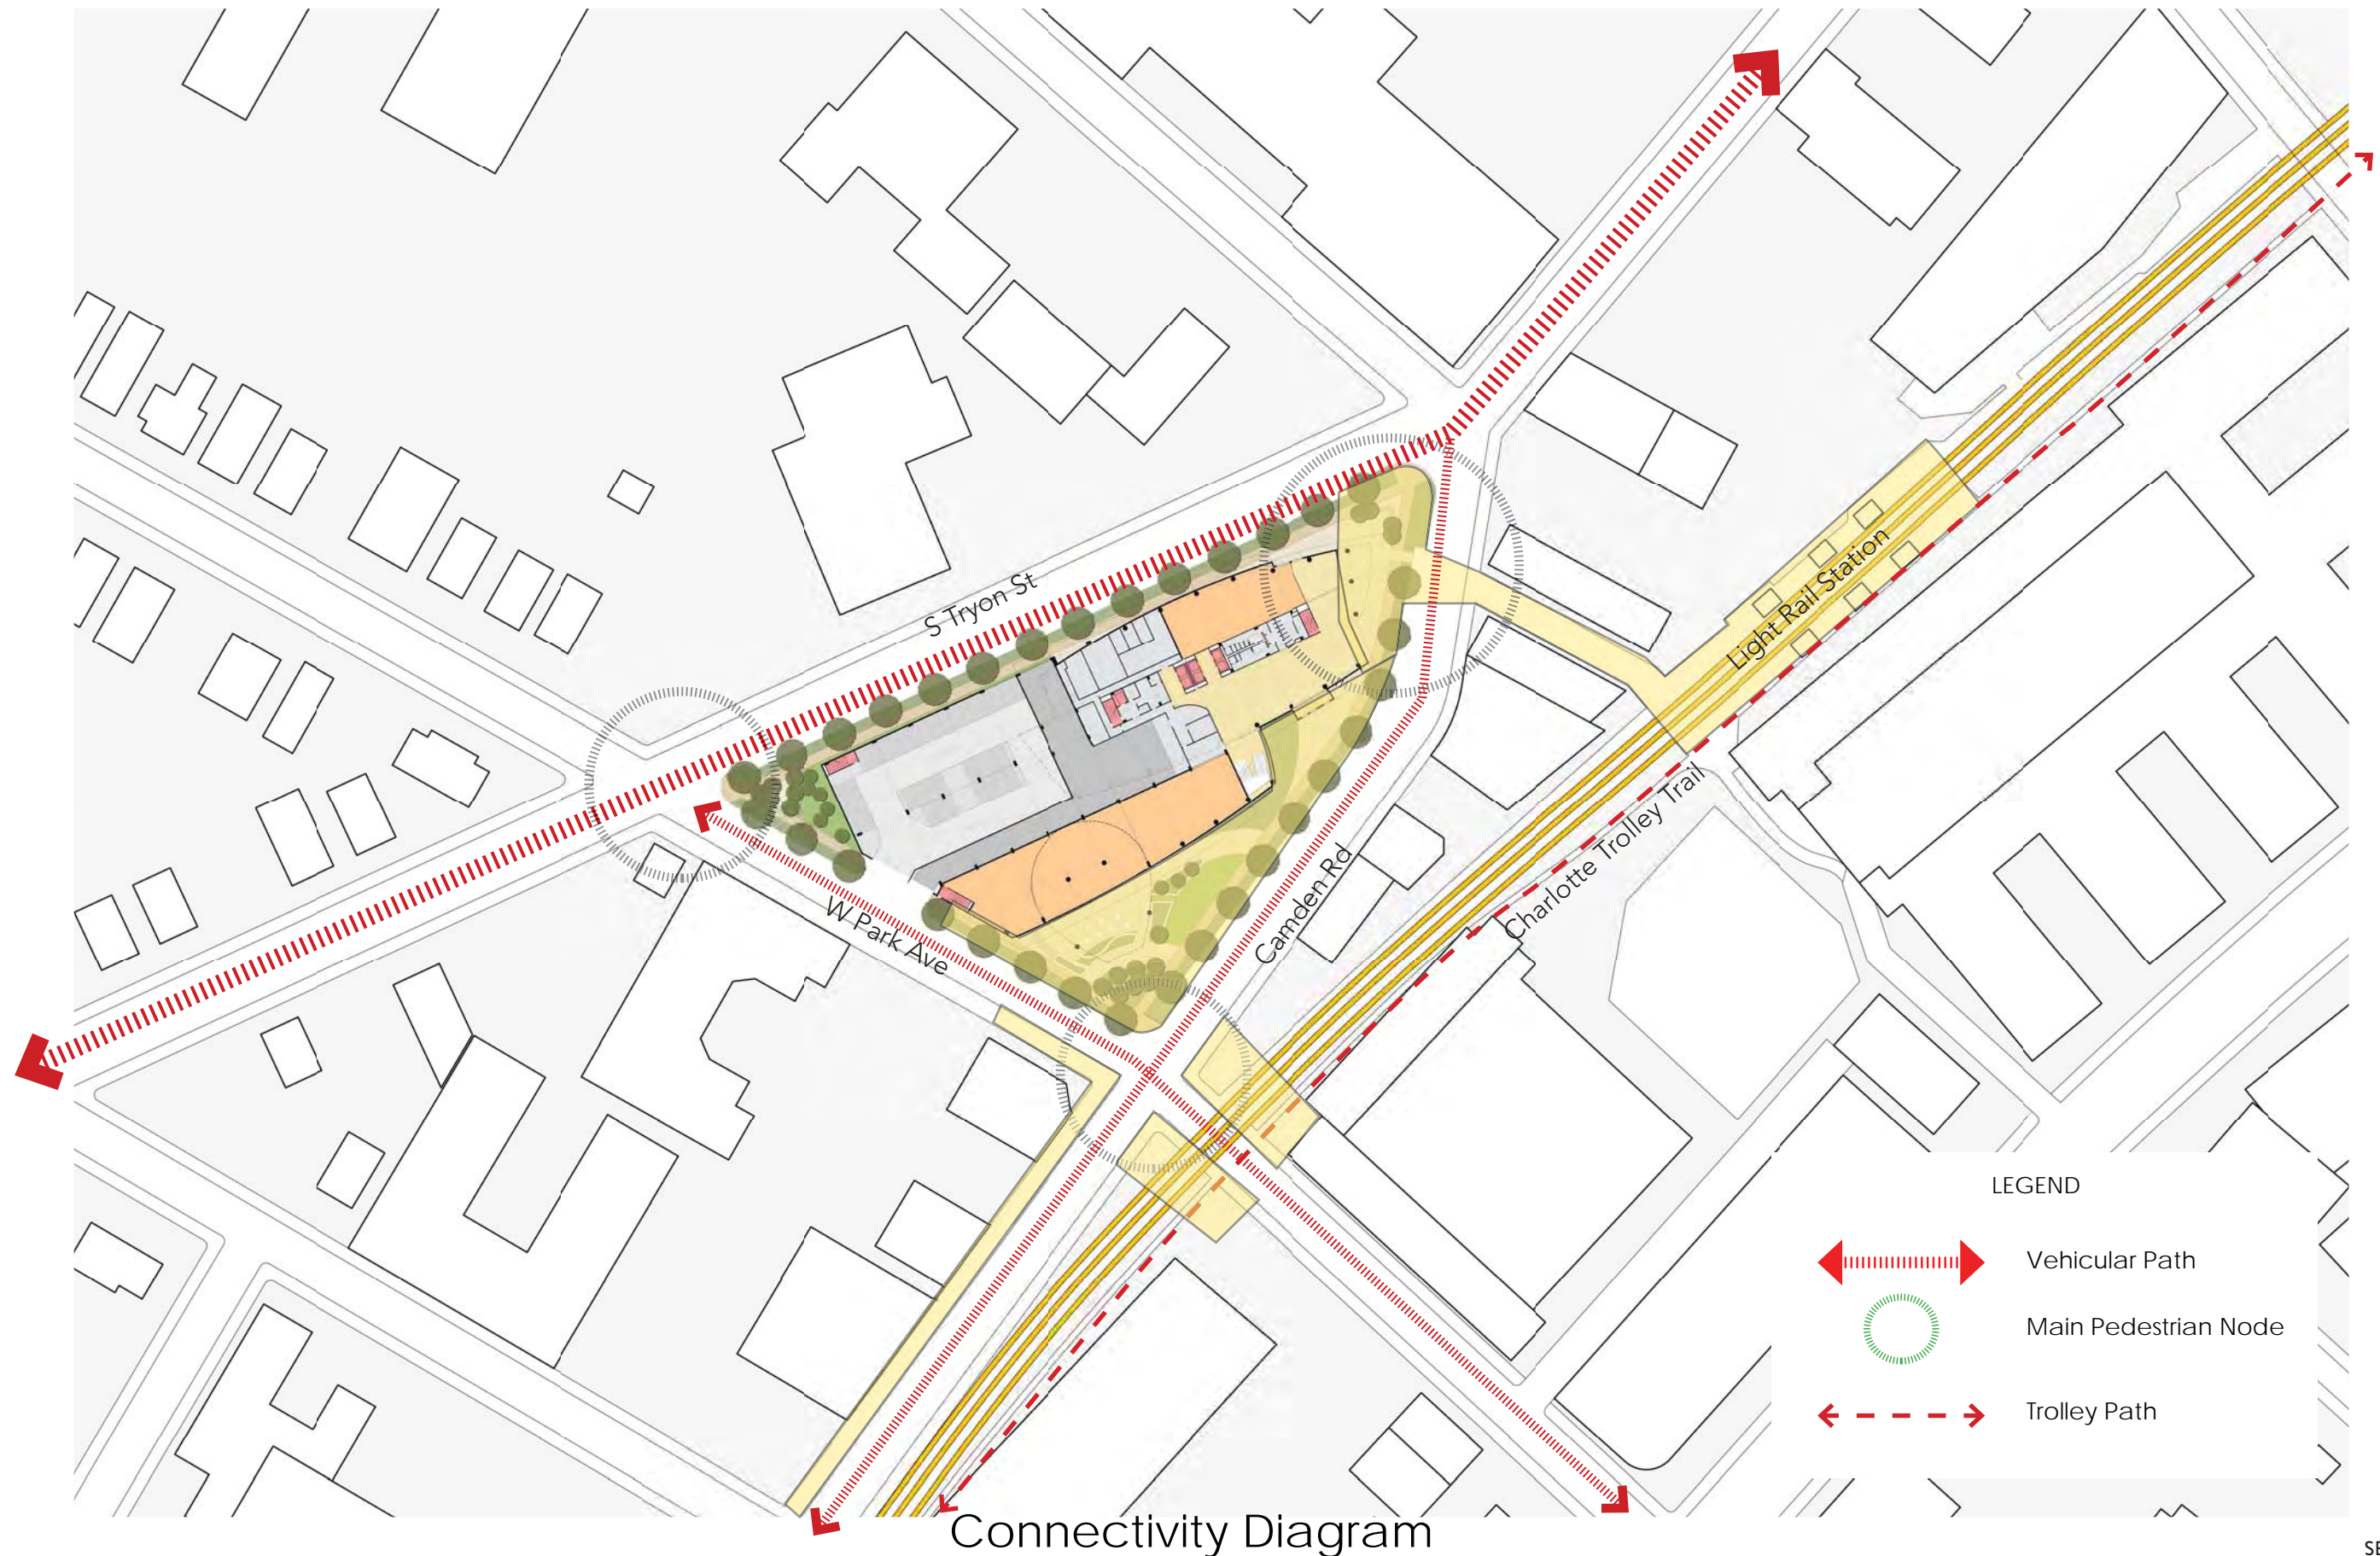 S Tryon St
Light Rail Station
Charlotte Trolley Trail
Camden Rd
W Park Ave
LEGEND
Vehicular Path
Main Pedestrian Node
Trolley Path
Connectivity Diagram